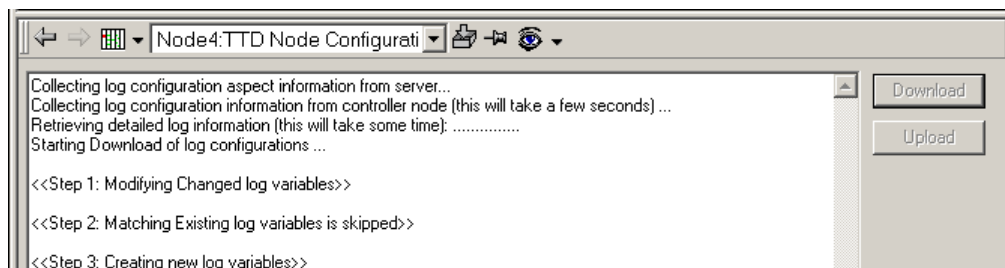 Node4:TTD Node Configurati
Collecting log configuration aspect information from server...
Collecting log configuration information from controller node (this will take a few seconds) ...
Retrieving detailed log information (this will take some time): ...............
Starting Download of log configurations ...
<<Step 1: Modifying Changed log variables>>
<<Step 2: Matching Existing log variables is skipped>>
<<Step 3: Creating new log variables>>
Download
Upload